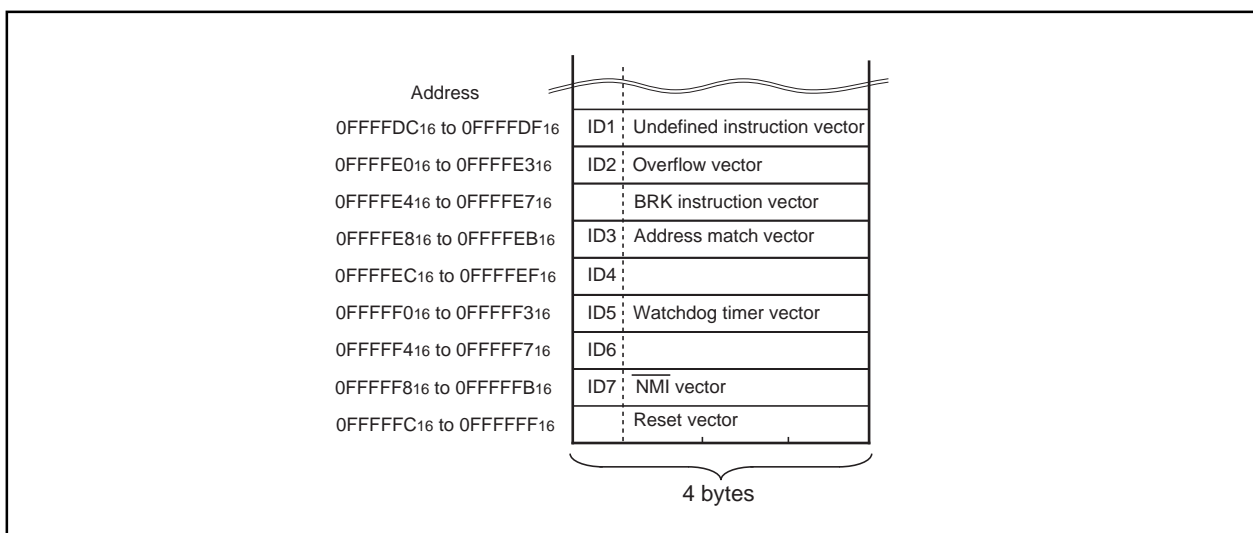 Address
0FFFFDC16 to 0FFFFDF16 ID1 Undefined instruction vector
0FFFFE016 to 0FFFFE316 ID2 Overflow vector
0FFFFE416 to 0FFFFE716 BRK instruction vector
0FFFFE816 to 0FFFFEB16 ID3 Address match vector
0FFFFEC16 to 0FFFFEF16 ID4
0FFFFF016 to 0FFFFF316 ID5 Watchdog timer vector
0FFFFF416 to 0FFFFF716 ID6
0FFFFF816 to 0FFFFFB16 ID7 NMI vector
0FFFFFC16 to 0FFFFFF16 Reset vector
4 bytes